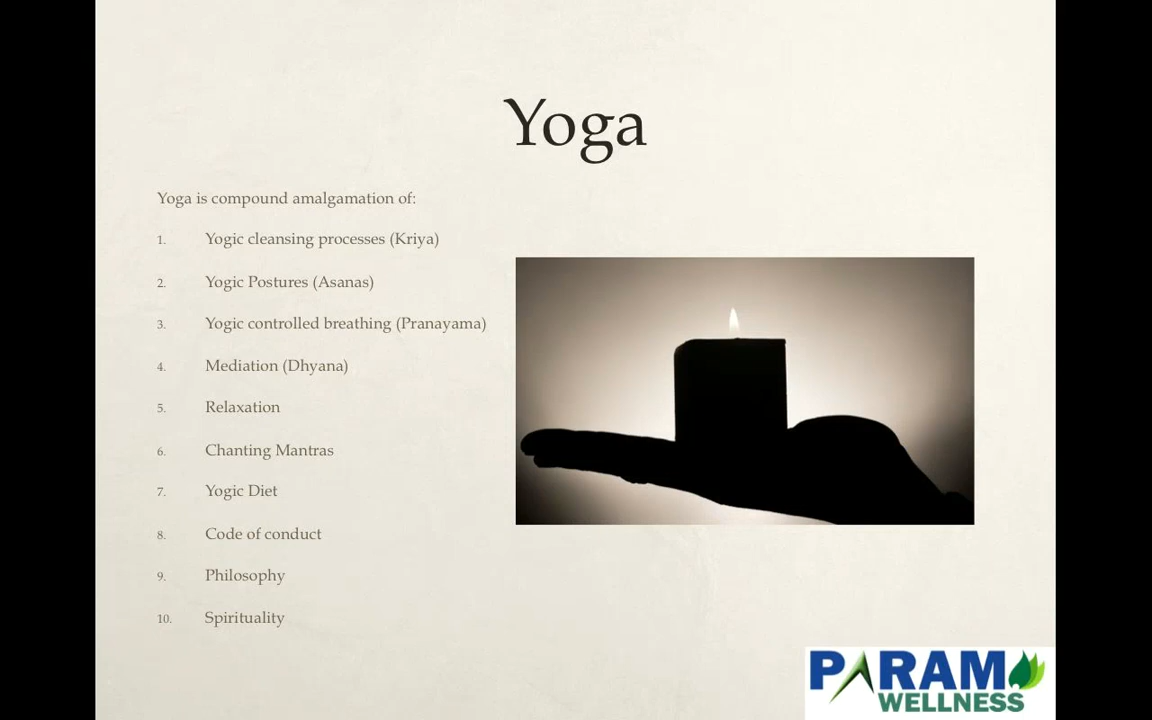 Yoga
Yoga is compound amalgamation of:
1. Yogic cleansing processes (Kriya)
2. Yogic Postures (Asanas)
3. Yogic controlled breathing (Pranayama)
4. Mediation (Dhyana)
5. Relaxation
6. Chanting Mantras
7. Yogic Diet
8. Code of conduct
9. Philosophy
10. Spirituality
PARAM
WELLNESS